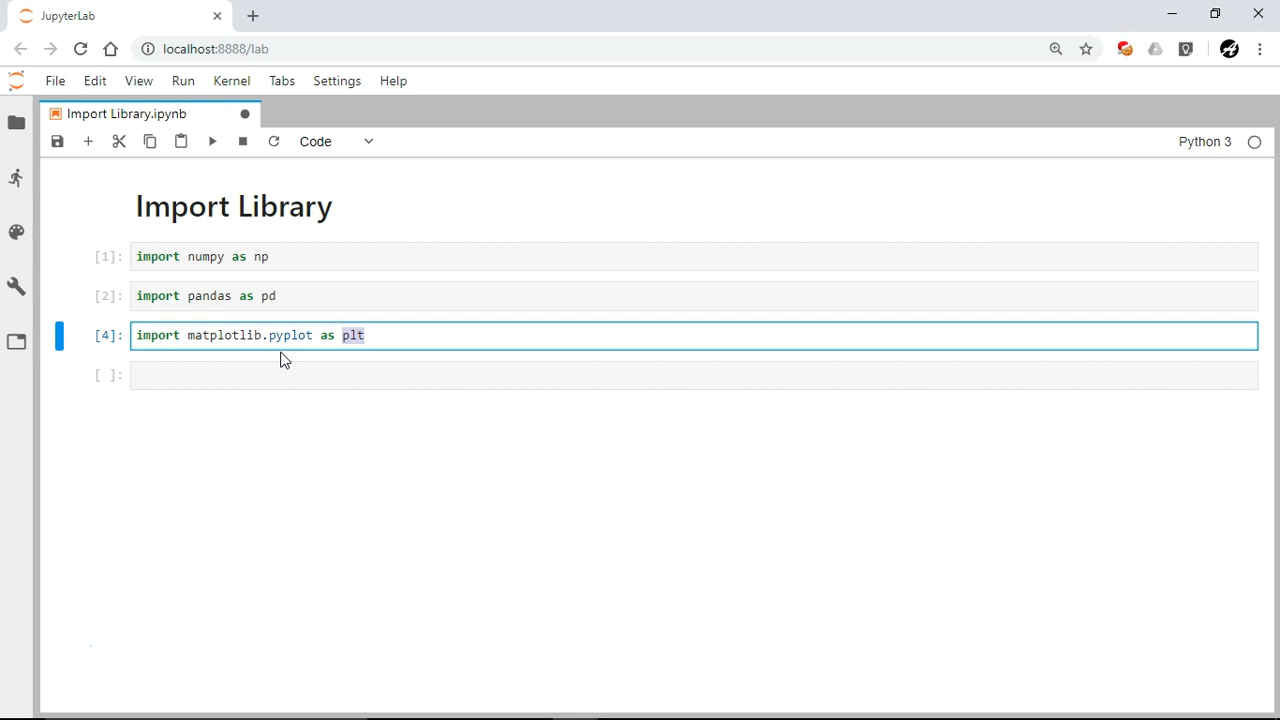 JupyterLab
localhost:8888/lab
File Edit View Run Kernel Tabs Settings Help
Import Library.ipynb
Code Python 3
Import Library
[1]: import numpy as np
[2]: import pandas as pd
[4]: import matplotlib.pyplot as plt
[ ]: